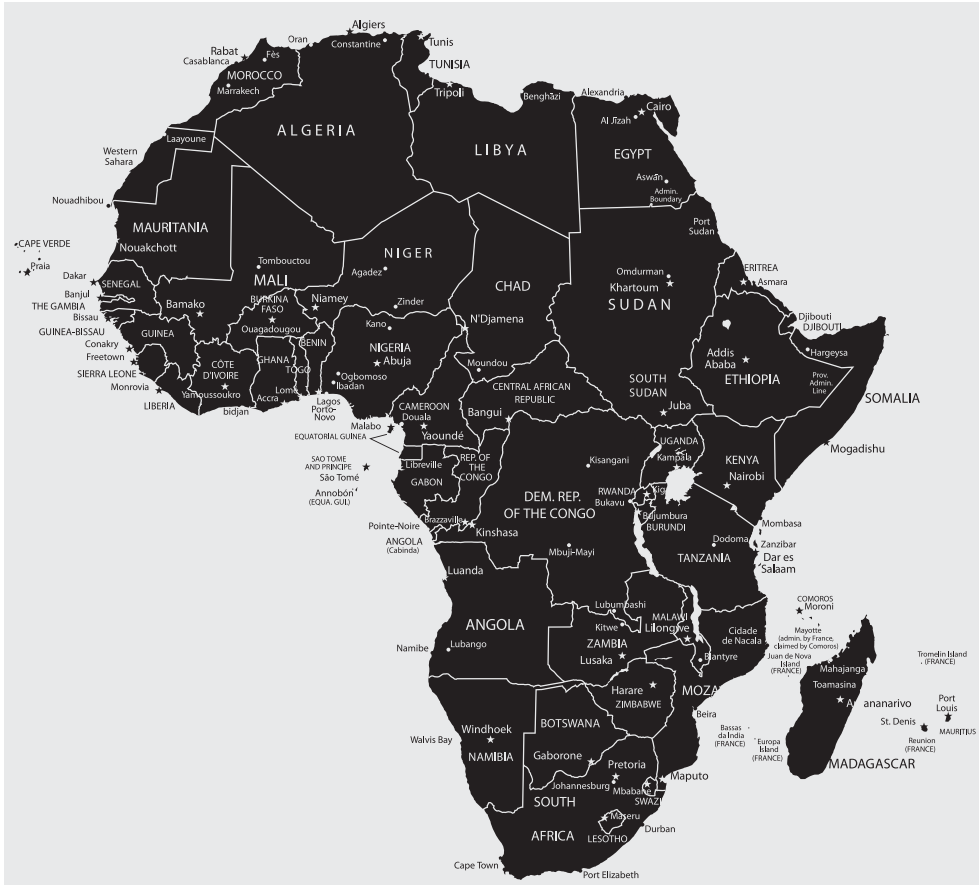 Algiers
Oran
Constantine
Tunis
Rabat
Fès
Casablanca
TUNISIA
MOROCCO
Tripoli
Marrakech
Benghāzi
Alexandria
Cairo
Al Jīzah
ALGERIA
Laayoune
LIBYA
EGYPT
Western
Sahara
Aswân
Admin.
Boundary
Nouadhibou
MAURITANIA
Port
Sudan
CAPE VERDE
Nouakchott
NIGER
Praia
Tombouctou
Agadez
Omdurman
ERITREA
Dakar
SENEGAL
MALI
CHAD
Khartoum
Asmara
Banjul
THE GAMBIA
Bamako
BURKINA
FASO
Niamey
Zinder
SUDAN
Bissau
N'Djamena
Djibouti
DJIBOUTI
GUINEA-BISSAU
GUINEA
Ouagadougou
Kano
Conakry
BENIN
NIGERIA
Abuja
Addis
Ababa
Hargeysa
Freetown
CÔTE
D'IVOIRE
GHANA
TOGO
Moundou
SIERRA LEONE
Ogbomoso
Ibadan
ETHIOPIA
Prov.
Admin.
Line
Monrovia
Yamoussoukro
Lome
CENTRAL AFRICAN
REPUBLIC
SOUTH
SUDAN
SOMALIA
LIBERIA
bidjan
Accra
Lagos
Porto-
Novo
CAMEROON
Douala
Bangui
Juba
Malabo
Yaoundé
EQUATORIAL GUINEA
UGANDA
Kampala
KENYA
Mogadishu
SAO TOME
AND PRINCIPE
São Tomé
Libreville
REP. OF
THE
CONGO
Kisangani
Nairobi
GABON
Annobón
(EQUA. GUI.)
DEM. REP.
OF THE CONGO
RWANDA
Kig
Bukavu
Bujumbura
BURUNDI
Pointe-Noire
Brazzaville
Kinshasa
Mombasa
ANGOLA
(Cabinda)
Mbuji-Mayi
Dodoma
Zanzibar
TANZANIA
Dar es
Salaam
Luanda
COMOROS
Moroni
Lubumbashi
MALAWI
Lilongwe
ANGOLA
Kitwe
Cidade
de Nacala
Mayotte
(admin. by France,
claimed by Comoros)
Namibe
Lubango
ZAMBIA
Lusaka
Blantyre
Juan de Nova
Island
(FRANCE)
Mahajanga
Tromelin Island
(FRANCE)
Toamasina
Harare
ZIMBABWE
MOZA
A ananarivo
Port
Louis
Beira
St. Denis
MAURITIUS
Windhoek
BOTSWANA
Bassas
da India
(FRANCE)
Europa
Island
(FRANCE)
Reunion
(FRANCE)
Walvis Bay
NAMIBIA
Gaborone
Pretoria
MADAGASCAR
Johannesburg
Mbabane
Maputo
SWAZI
SOUTH
AFRICA
Maseru
LESOTHO
Durban
Cape Town
Port Elizabeth